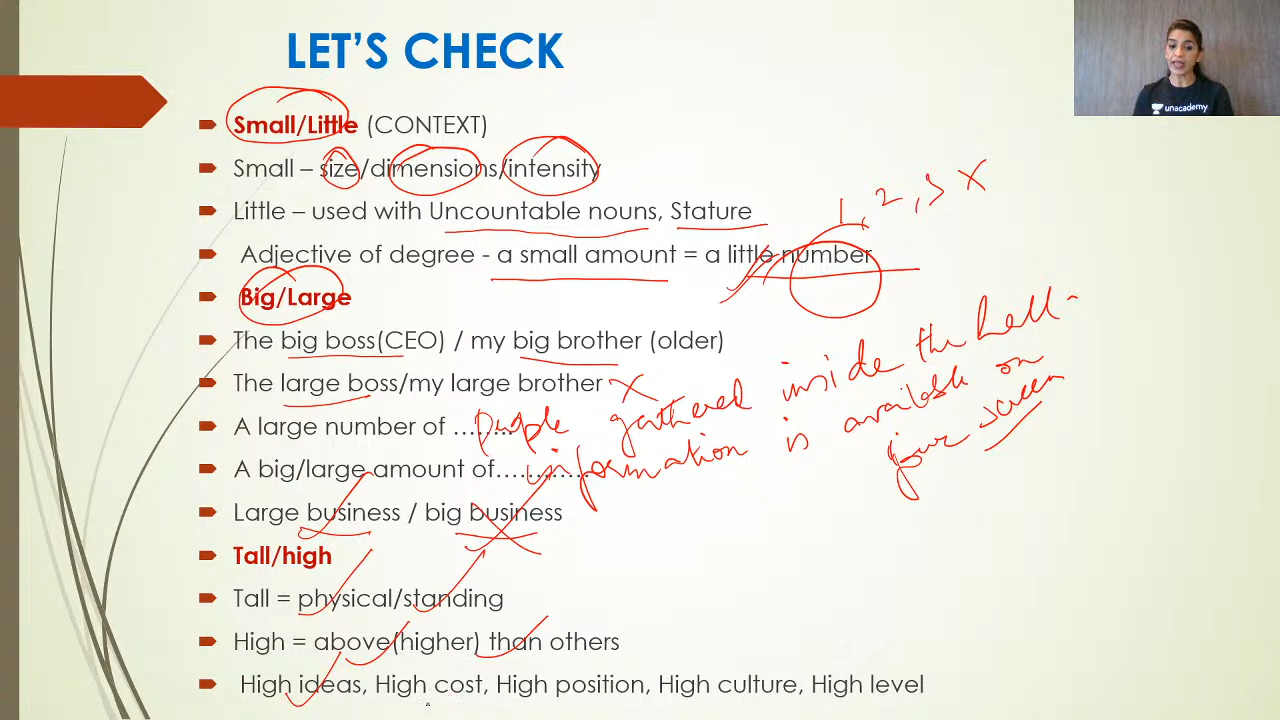 LET'S CHECK
unacademy
Small/Little (CONTEXT)
Small – size/dimensions/intensity
1, 2, 3 X
Little – used with Uncountable nouns, Stature
Adjective of degree - a small amount = a little number
Big/Large
The big boss(CEO) / my big brother (older)
The large boss/my large brother X
A large number of …….. people gathered inside the hall-
A big/large amount of………… information is available on
your screen
Large business / big business
Tall/high
Tall = physical/standing
High = above(higher) than others
High ideas, High cost, High position, High culture, High level